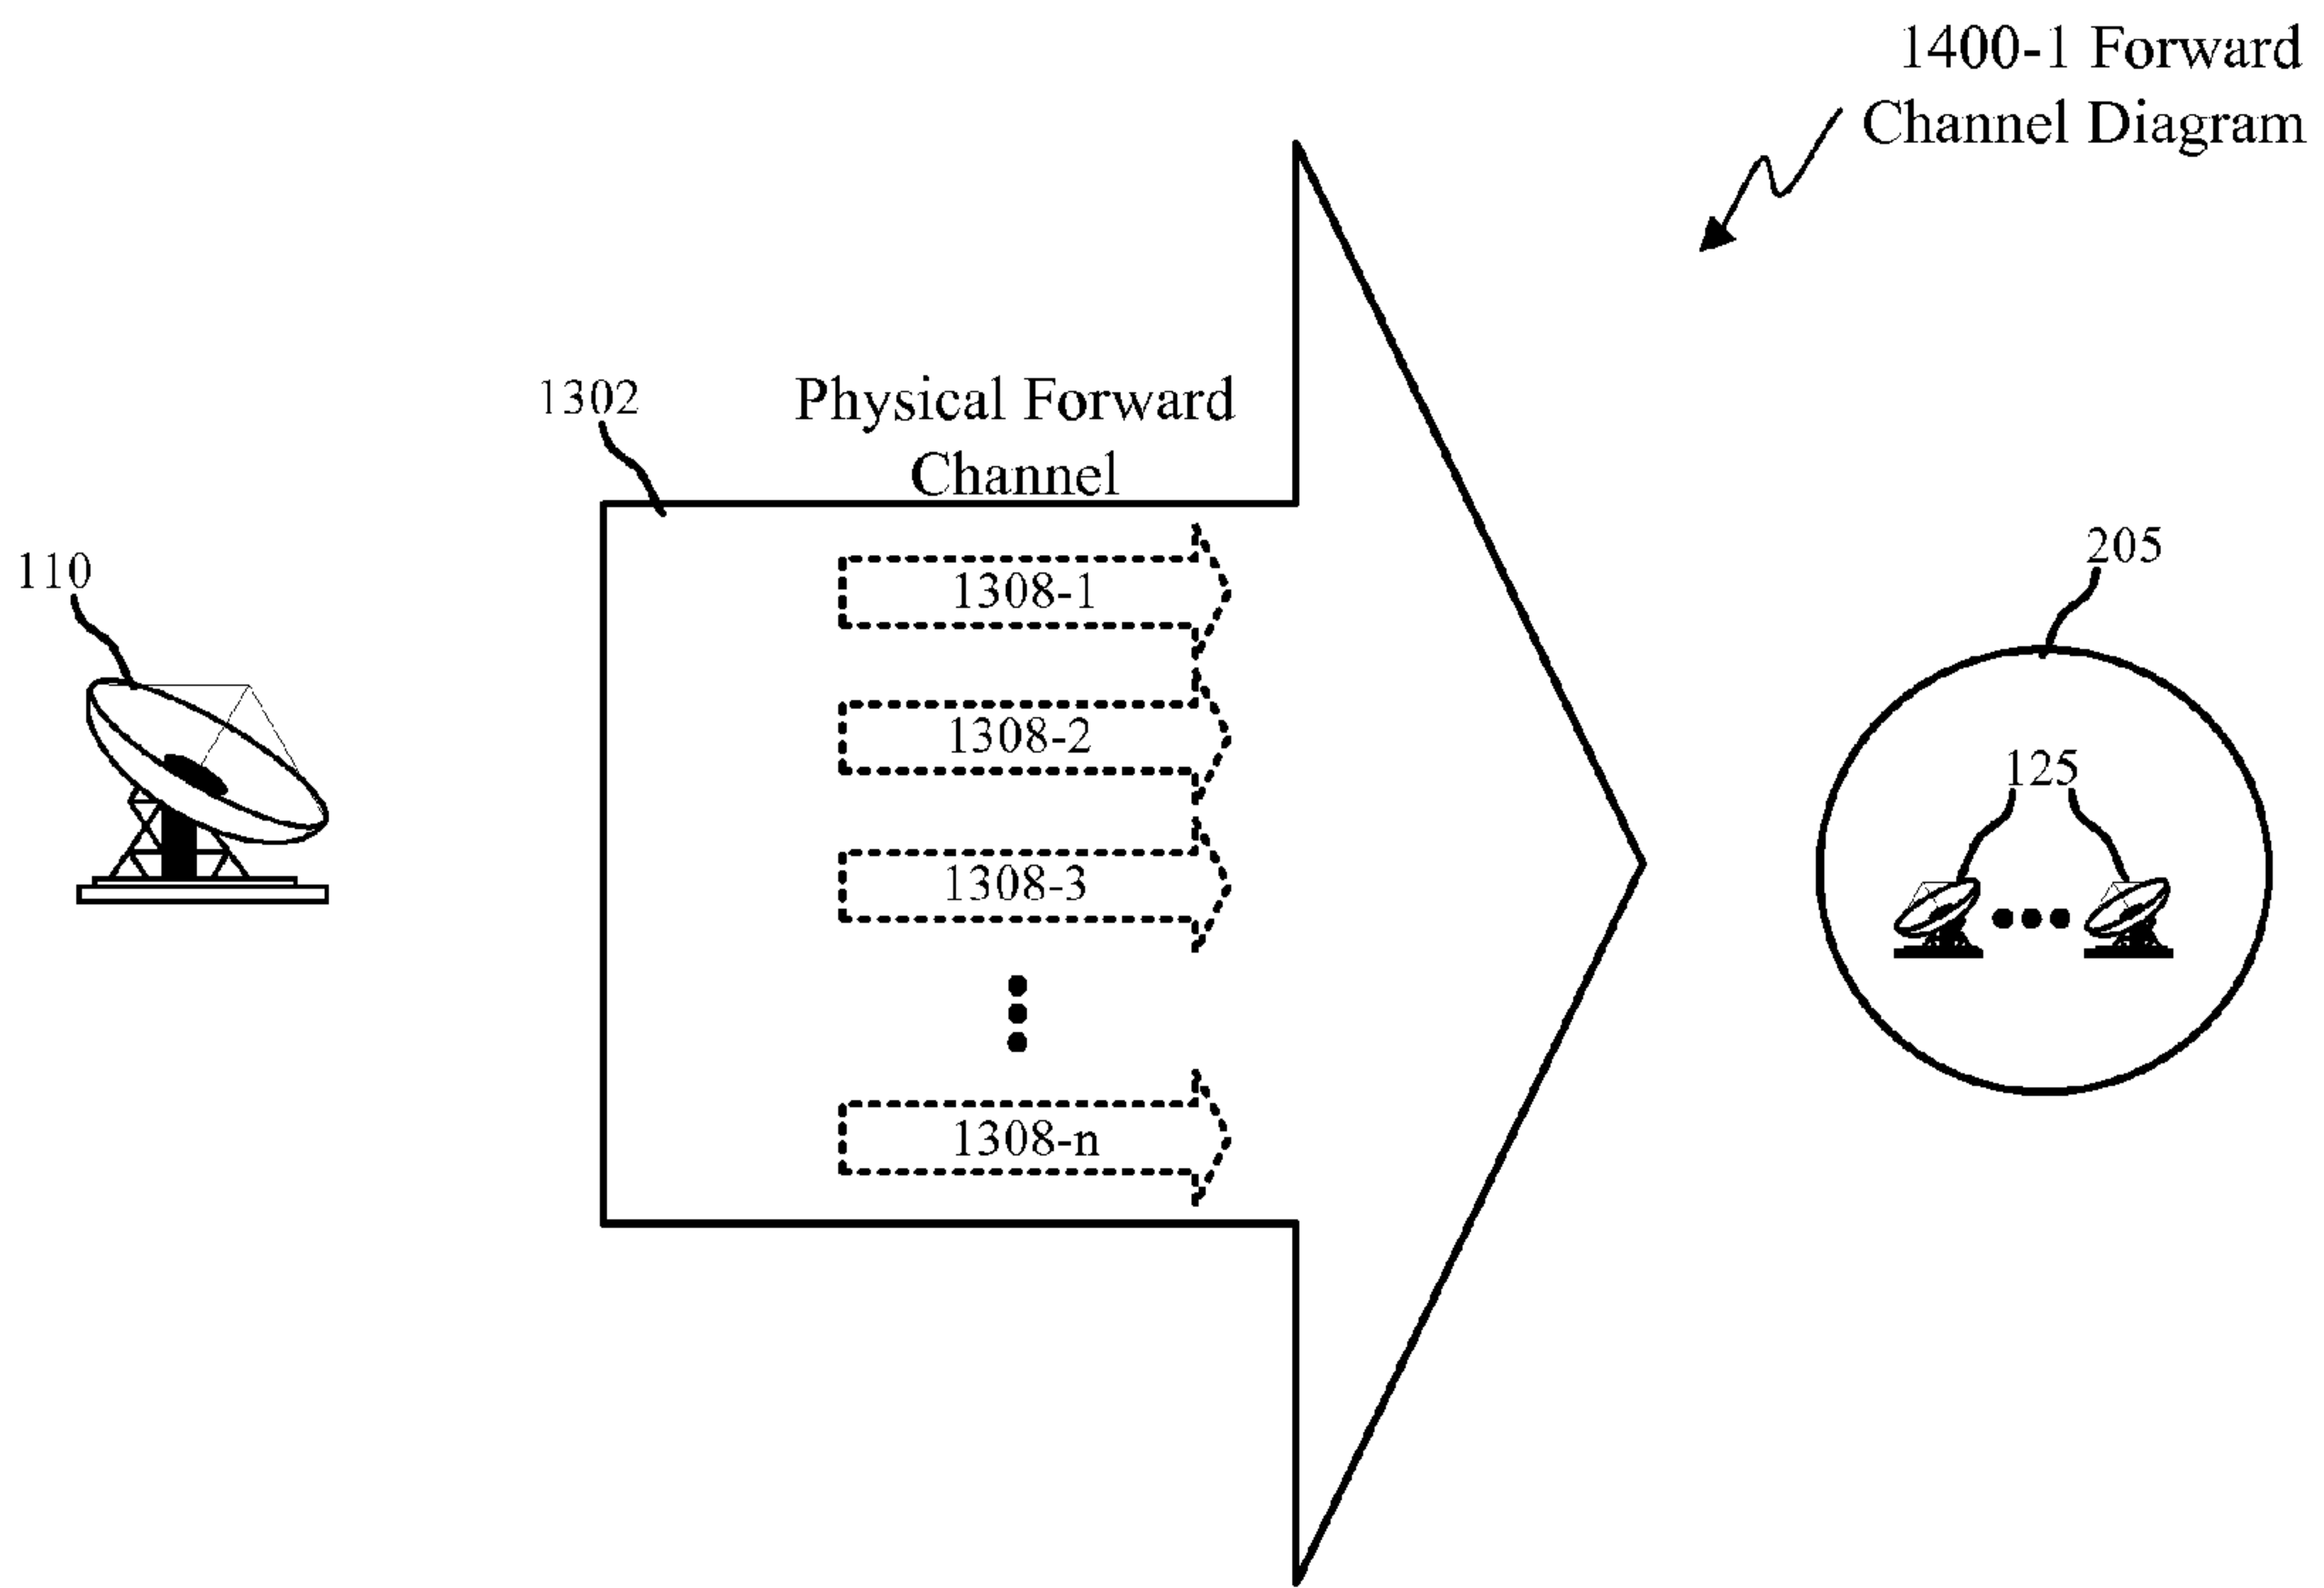 1400-1 Forward
Channel Diagram
1302
Physical Forward
Channel
110
1308-1
205
1308-2
125
1308-3
1308-n